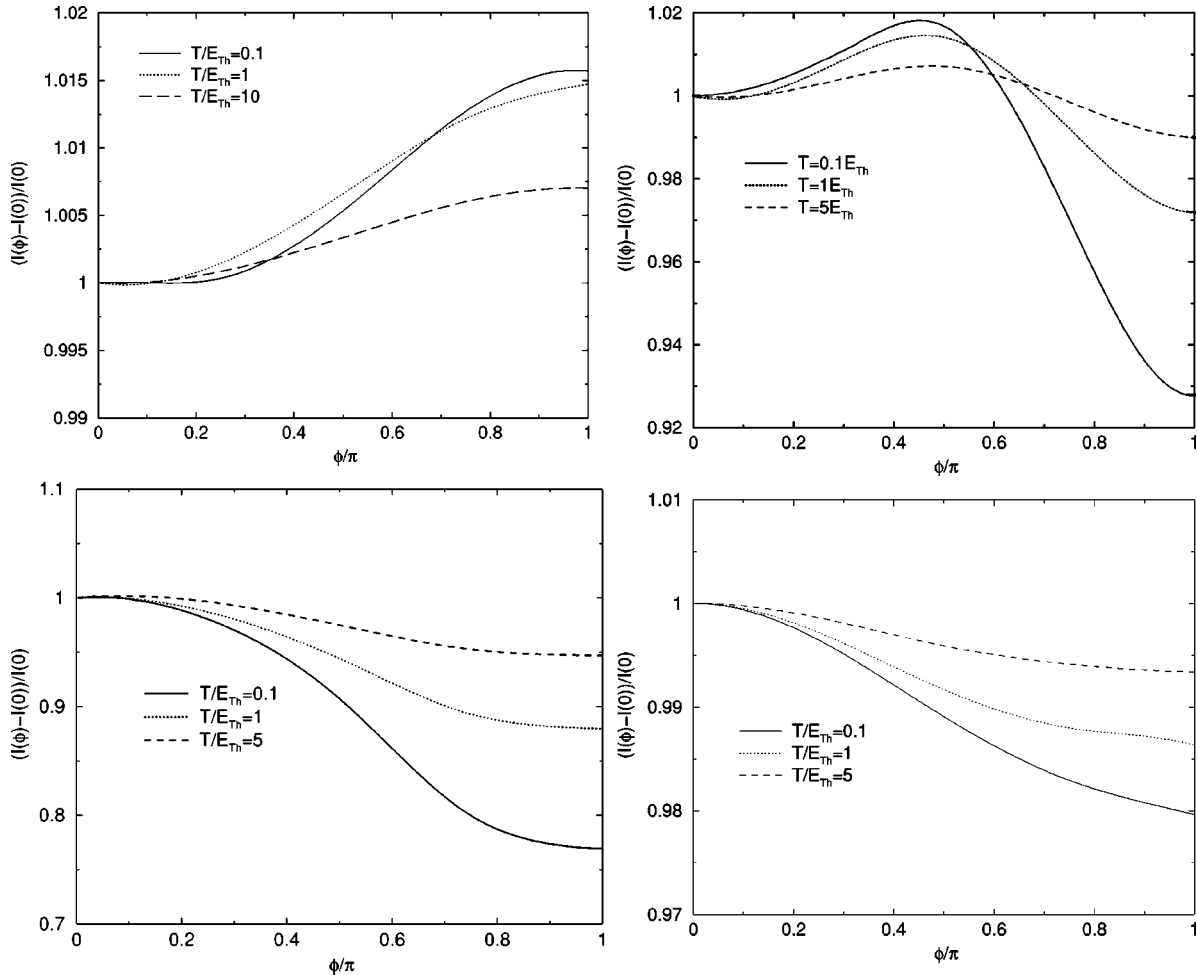 1.02
1.015
1.01
1.005
1
0.995
0.99
(I(ϕ)−I(0))/I(0)
T/E_Th=0.1
T/E_Th=1
T/E_Th=10
0 0.2 0.4 0.6 0.8 1
ϕ/π
1.02
1
0.98
0.96
0.94
0.92
(I(ϕ)−I(0))/I(0)
T=0.1E_Th
T=1E_Th
T=5E_Th
0 0.2 0.4 0.6 0.8 1
ϕ/π
1.1
1
0.9
0.8
0.7
(I(ϕ)−I(0))/I(0)
T/E_Th=0.1
T/E_Th=1
T/E_Th=5
0 0.2 0.4 0.6 0.8 1
ϕ/π
1.01
1
0.99
0.98
0.97
(I(ϕ)−I(0))/I(0)
T/E_Th=0.1
T/E_Th=1
T/E_Th=5
0 0.2 0.4 0.6 0.8 1
ϕ/π